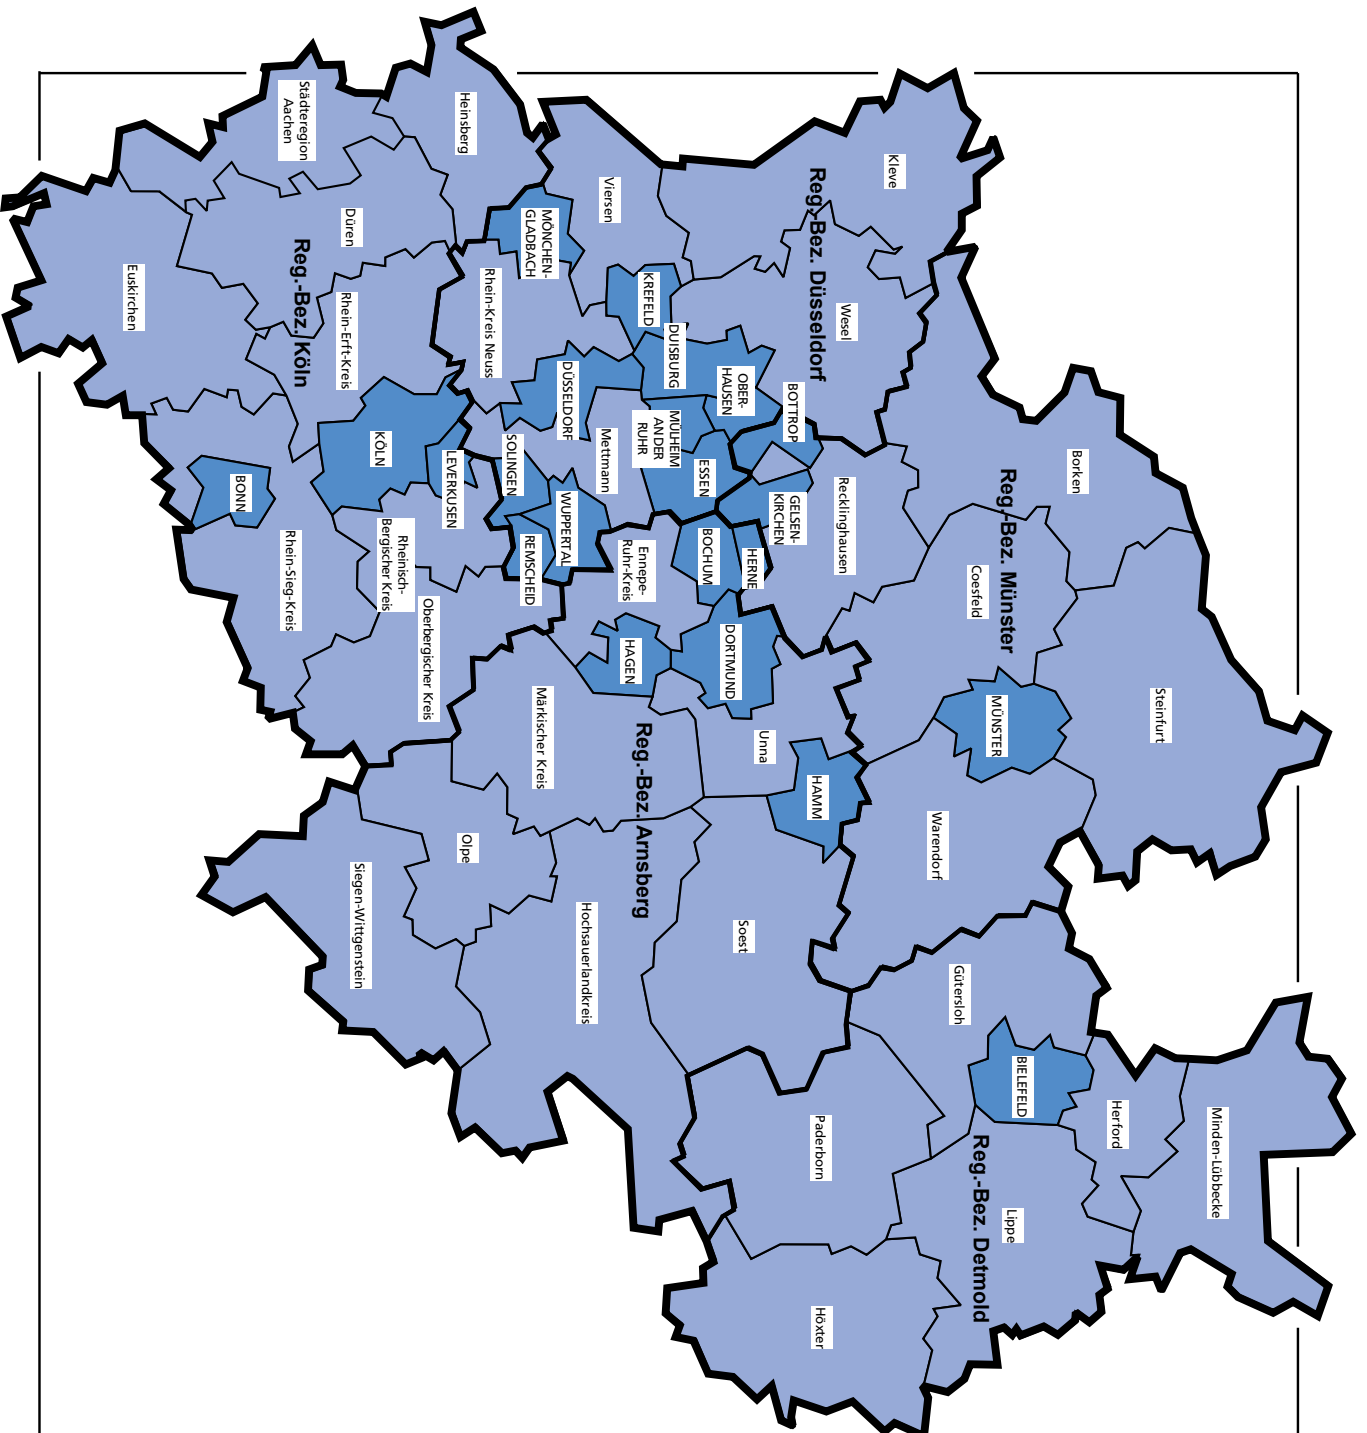 Minden-Lübbecke
Steinfurt
Herford
Borken
BIELEFELD
Lippe
Reg.-Bez. Münster
MÜNSTER
Reg.-Bez. Detmold
Coesfeld
Gütersloh
Warendorf
Kleve
Wesel
Recklinghausen
Reg.-Bez. Düsseldorf
HAMM
Paderborn
Höxter
BOTTROP
GELSEN-
KIRCHEN
HERNE
Unna
Soest
OBER-
HAUSEN
DORTMUND
ESSEN
BOCHUM
DUISBURG
MÜLHEIM
AN DER
RUHR
KREFELD
Ennepe-
Ruhr-Kreis
HAGEN
Reg.-Bez. Arnsberg
Viersen
Mettmann
Hochsauerlandkreis
DÜSSELDORF
WUPPERTAL
MÖNCHEN-
GLADBACH
Märkischer Kreis
REMSCHEID
SOLINGEN
Rhein-Kreis Neuss
Heinsberg
LEVERKUSEN
Olpe
Oberbergischer Kreis
Rheinisch-
Bergischer Kreis
KÖLN
Siegen-Wittgenstein
Düren
Rhein-Erft-Kreis
Reg.-Bez. Köln
Städteregion
Aachen
Rhein-Sieg-Kreis
BONN
Euskirchen